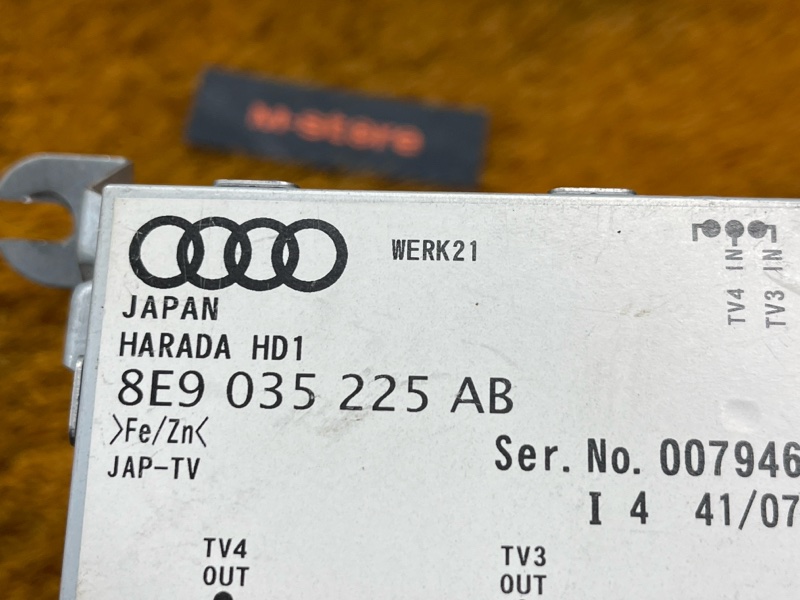 M-store
WERK21
TV4 IN
TV3 IN
JAPAN
HARADA HD1
8E9 035 225 AB
>Fe/Zn<
JAP-TV
Ser. No. 007946
I 4 41/07
TV4
OUT
TV3
OUT